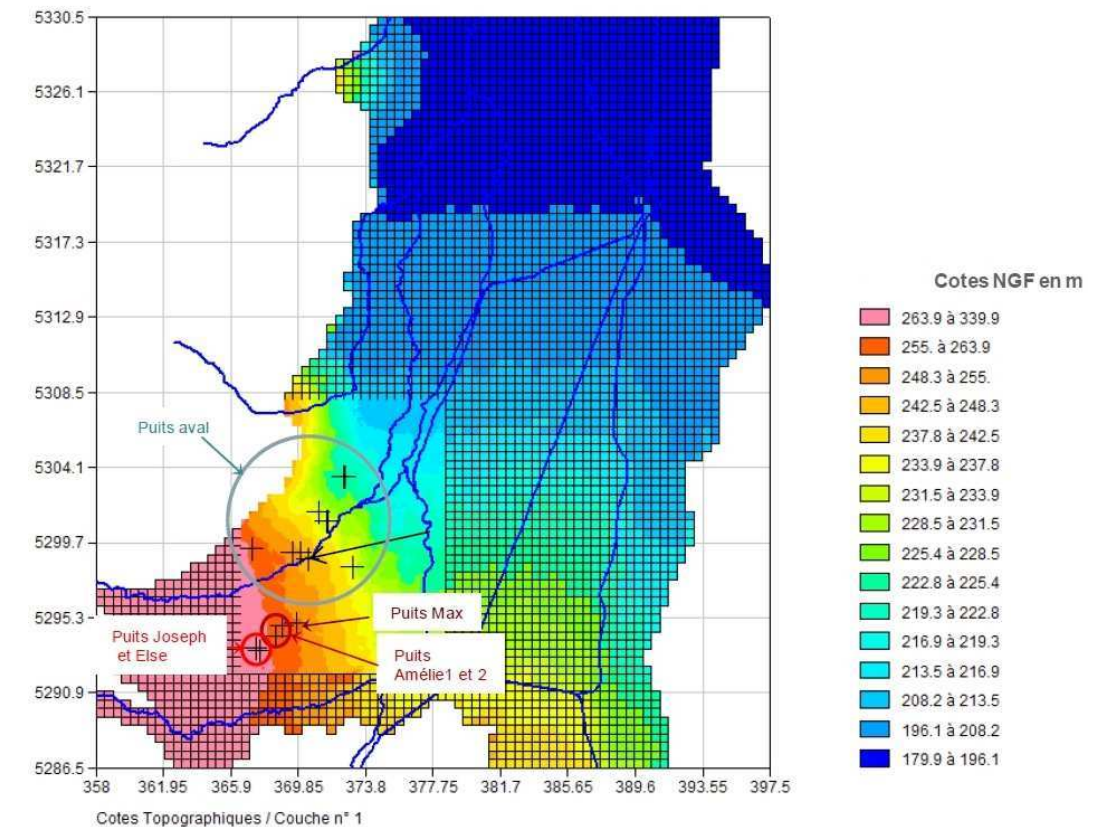 5330.5
5326.1
5321.7
5317.3
5312.9
5308.5
5304.1
5299.7
5295.3
5290.9
5286.5
358
361.95
365.9
369.85
373.8
377.75
381.7
385.65
389.6
393.55
397.5
Cotes Topographiques / Couche n° 1
Puits aval
Puits Joseph
et Else
Puits Max
Puits
Amélie1 et 2
Cotes NGF en m
263.9 à 339.9
255. à 263.9
248.3 à 255.
242.5 à 248.3
237.8 à 242.5
233.9 à 237.8
231.5 à 233.9
228.5 à 231.5
225.4 à 228.5
222.8 à 225.4
219.3 à 222.8
216.9 à 219.3
213.5 à 216.9
208.2 à 213.5
196.1 à 208.2
179.9 à 196.1